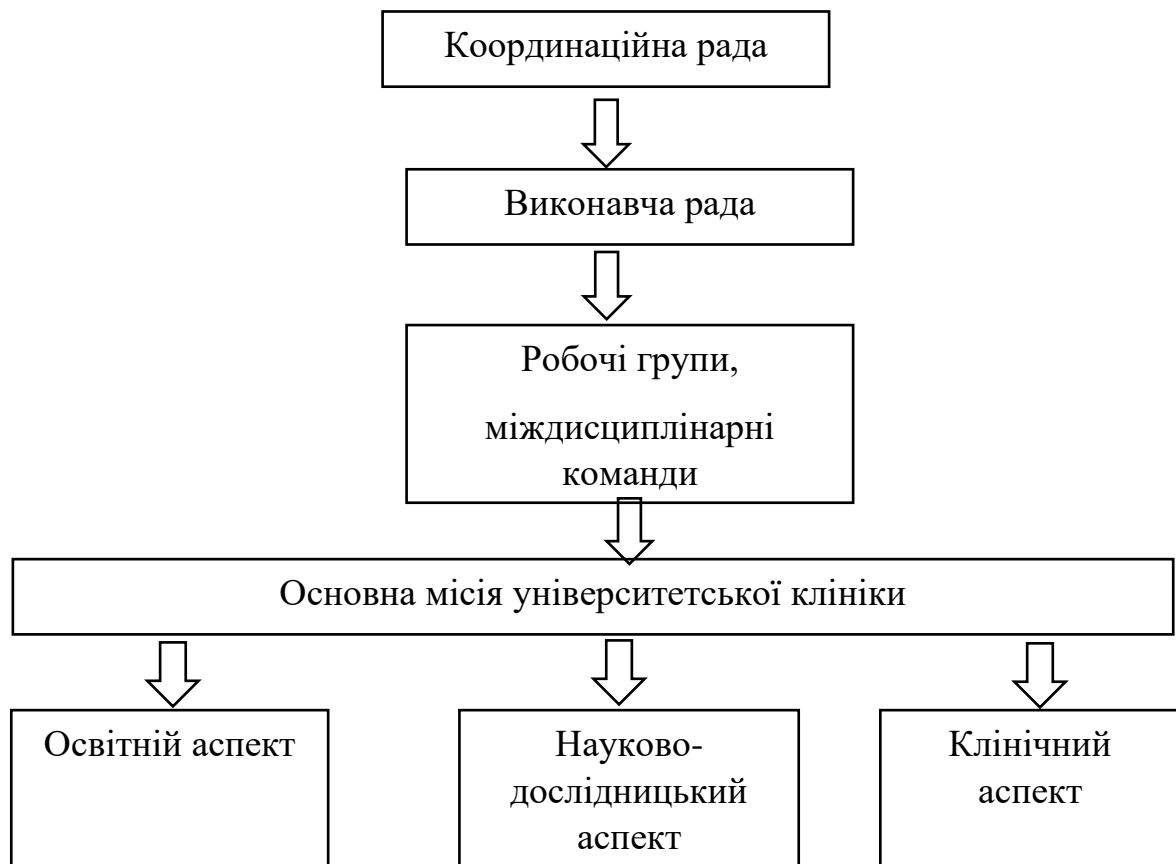 Координаційна рада
Виконавча рада
Робочі групи,
міждисциплінарні
команди
Основна місія університетської клініки
Освітній аспект
Науково-
дослідницький
аспект
Клінічний
аспект